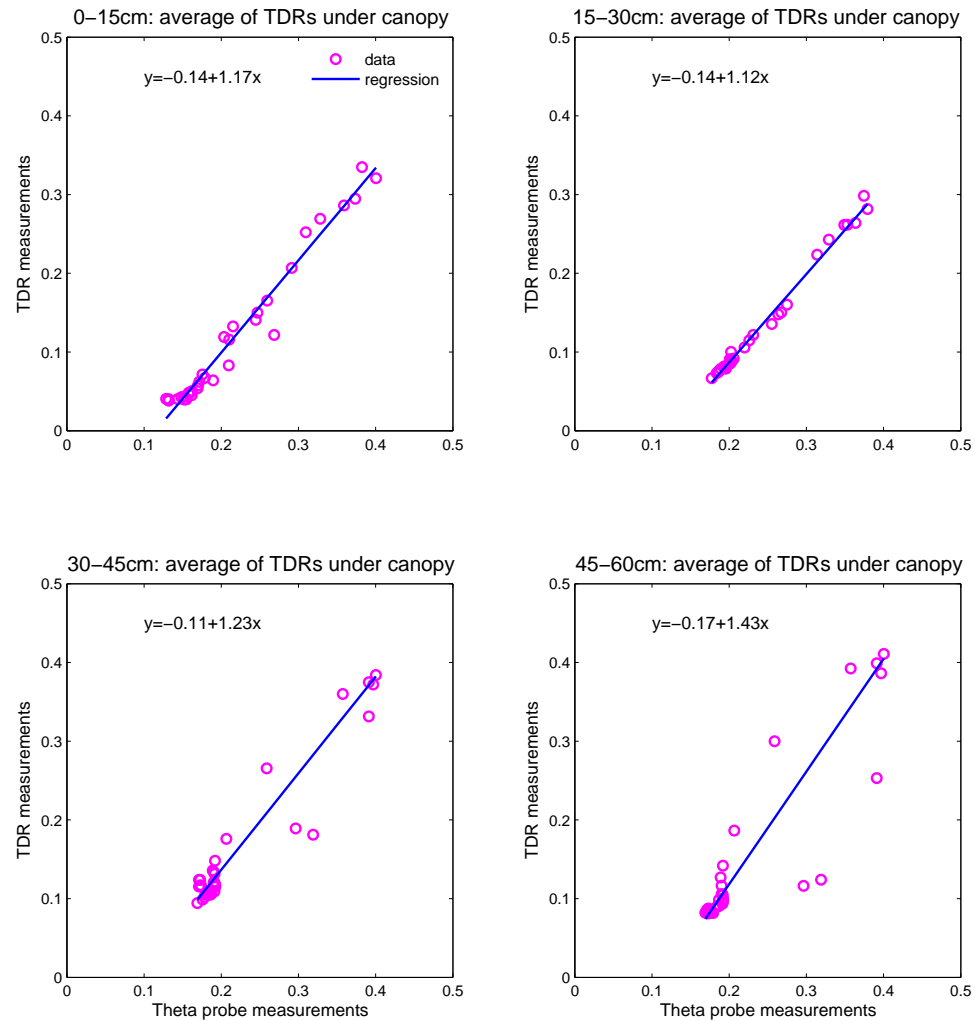 0−15cm: average of TDRs under canopy
0.5
0.4
0.3
0.2
0.1
0
0 0.1 0.2 0.3 0.4 0.5
TDR measurements
y=−0.14+1.17x
data
regression
15−30cm: average of TDRs under canopy
0.5
0.4
0.3
0.2
0.1
0
0 0.1 0.2 0.3 0.4 0.5
TDR measurements
y=−0.14+1.12x
30−45cm: average of TDRs under canopy
0.5
0.4
0.3
0.2
0.1
0
0 0.1 0.2 0.3 0.4 0.5
TDR measurements
Theta probe measurements
y=−0.11+1.23x
45−60cm: average of TDRs under canopy
0.5
0.4
0.3
0.2
0.1
0
0 0.1 0.2 0.3 0.4 0.5
TDR measurements
Theta probe measurements
y=−0.17+1.43x